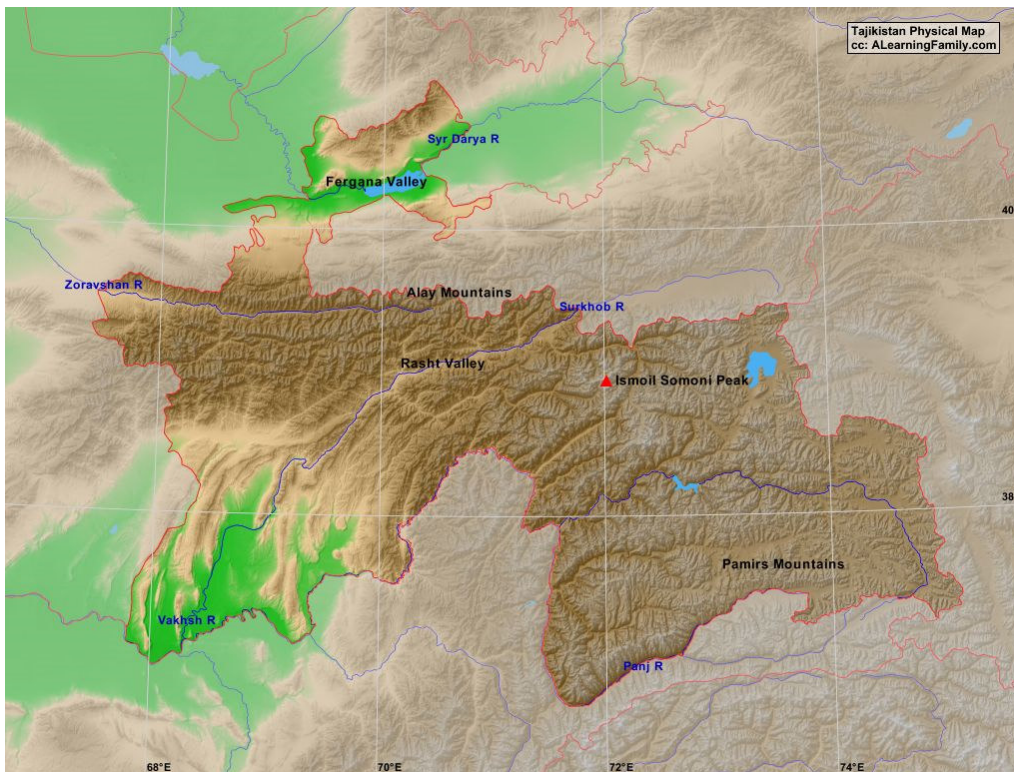 Tajikistan Physical Map
cc: ALearningFamily.com
Syr Darya R
Fergana Valley
40
Zoravshan R
Alay Mountains
Surkhob R
Rasht Valley
Ismoil Somoni Peak
38
Pamirs Mountains
Vakhsh R
Panj R
68°E
70°E
72°E
74°E